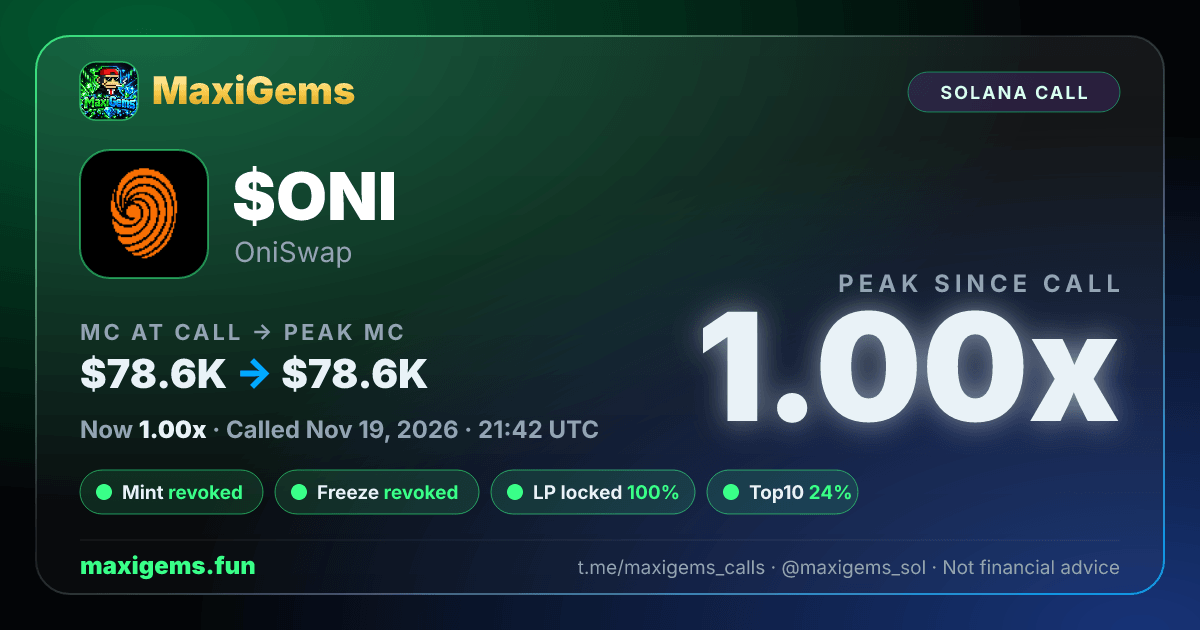 MaxiGems
SOLANA CALL
MaxiGems
$ONI
OniSwap
PEAK SINCE CALL
1.00x
MC AT CALL → PEAK MC
$78.6K → $78.6K
Now 1.00x · Called Nov 19, 2026 · 21:42 UTC
Mint revoked
Freeze revoked
LP locked 100%
Top10 24%
maxigems.fun
t.me/maxigems_calls · @maxigems_sol · Not financial advice